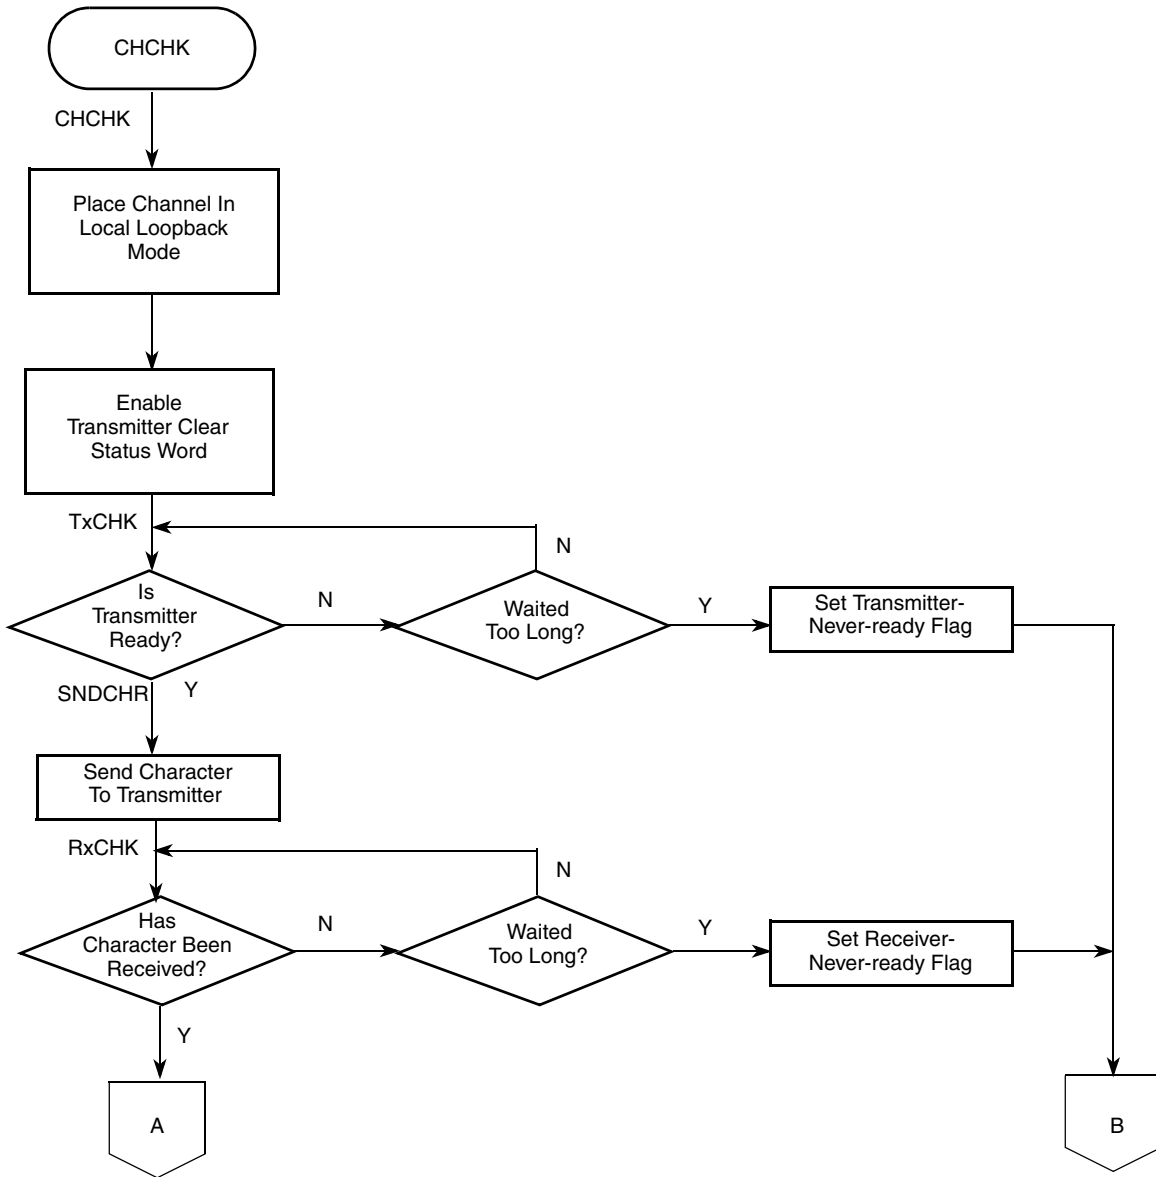 CHCHK
CHCHK
Place Channel In
Local Loopback
Mode
Enable
Transmitter Clear
Status Word
TxCHK
N
Is
Transmitter
Ready?
N
Waited
Too Long?
Y
Set Transmitter-
Never-ready Flag
SNDCHR
Y
Send Character
To Transmitter
RxCHK
N
Has
Character Been
Received?
N
Waited
Too Long?
Y
Set Receiver-
Never-ready Flag
Y
A
B